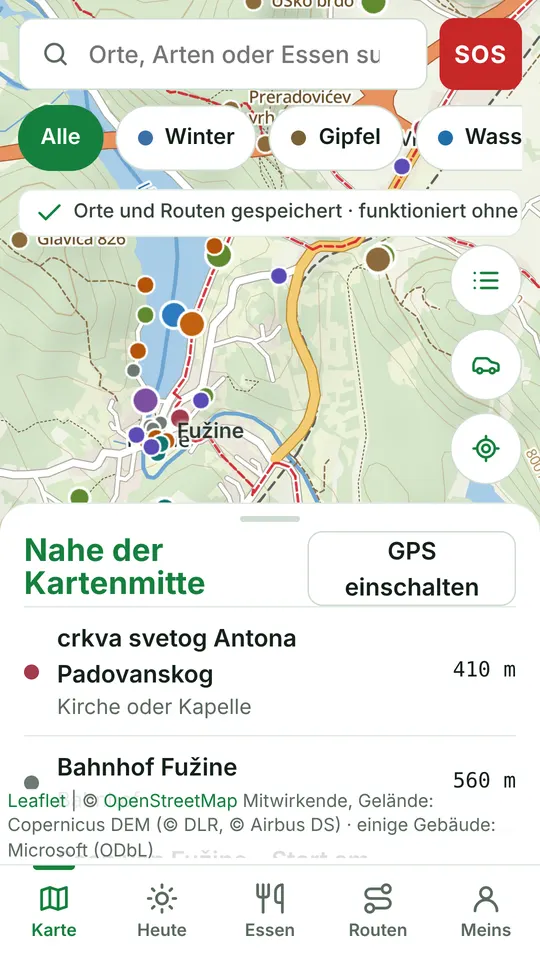 Usko brdo
Orte, Arten oder Essen su
SOS
Preradovićev
vrh
Alle
Winter
Gipfel
Wass
Orte und Routen gespeichert · funktioniert ohne
Glavica 826
Fužine
800
Nahe der
Kartenmitte
GPS
einschalten
crkva svetog Antona
Padovanskog
Kirche oder Kapelle
410 m
Bahnhof Fužine
560 m
Leaflet | © OpenStreetMap Mitwirkende, Gelände:
Copernicus DEM (© DLR, © Airbus DS) · einige Gebäude:
Microsoft (ODbL)
Karte
Heute
Essen
Routen
Meins